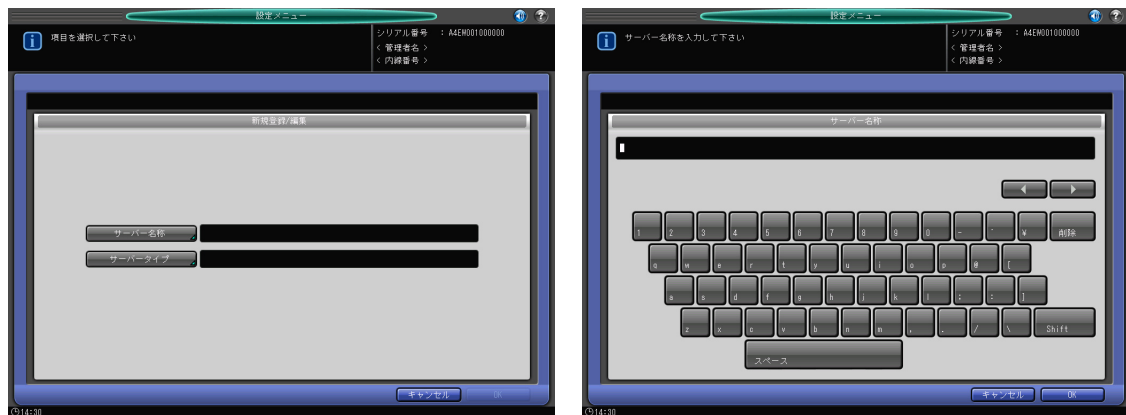 設定メニュー
項目を選択して下さい
シリアル番号 : A4EW001000000
< 管理者名 >
< 内線番号 >
新規登録/編集
サーバー名称
サーバータイプ
キャンセル OK
14:30
設定メニュー
サーバー名称を入力して下さい
シリアル番号 : A4EW001000000
< 管理者名 >
< 内線番号 >
サーバー名称
1 2 3 4 5 6 7 8 9 0 - ^ ¥ 削除
q w e r t y u i o p @ [
a s d f g h j k l ; : ]
z x c v b n m , . / \ Shift
スペース
キャンセル OK
14:30